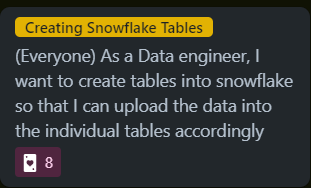 Creating Snowflake Tables
(Everyone) As a Data engineer, I
want to create tables into snowflake
so that I can upload the data into
the individual tables accordingly
8